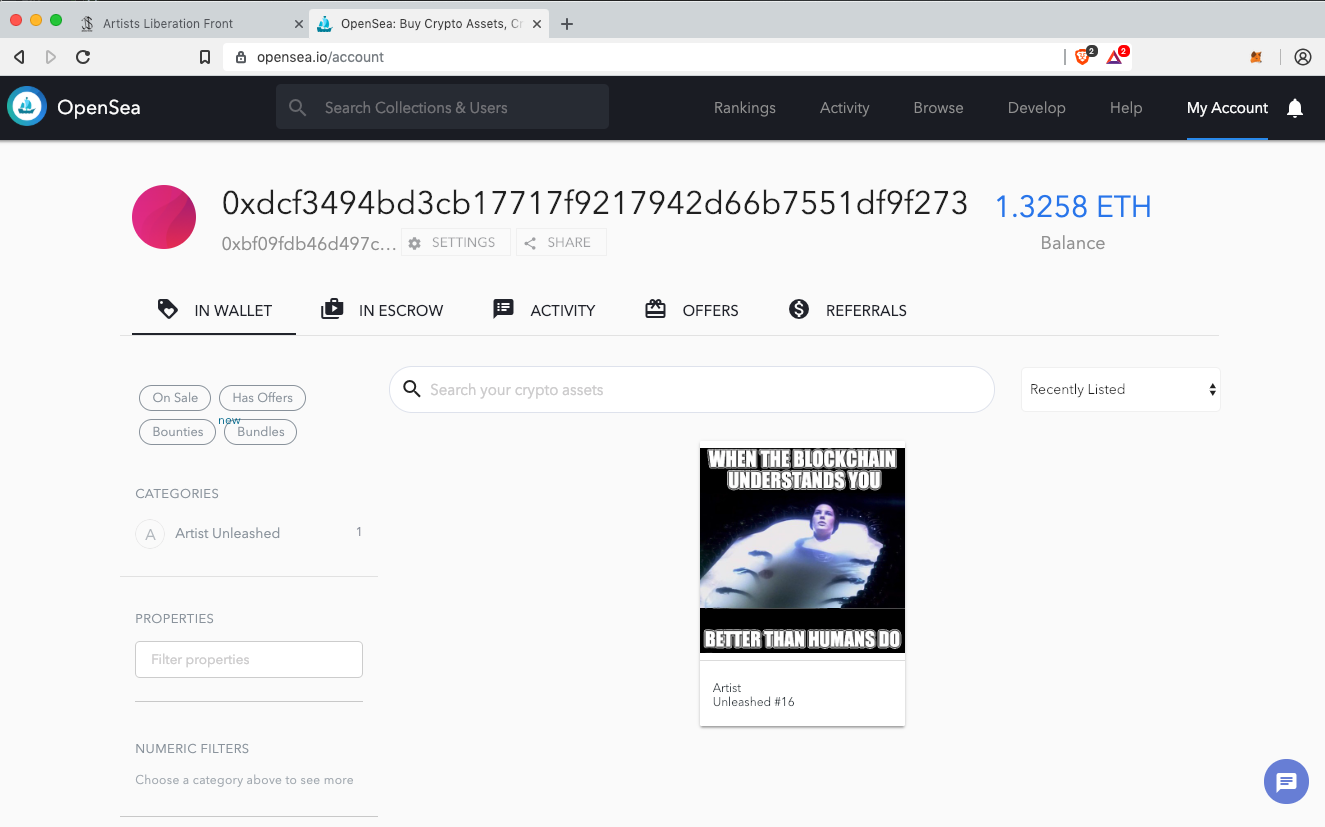 Artists Liberation Front
OpenSea: Buy Crypto Assets, Cr
opensea.io/account
2
2
OpenSea
Search Collections & Users
Rankings
Activity
Browse
Develop
Help
My Account
0xdcf3494bd3cb17717f9217942d66b7551df9f273
1.3258 ETH
0xbf09fdb46d497c...
SETTINGS
SHARE
Balance
IN WALLET
IN ESCROW
ACTIVITY
OFFERS
REFERRALS
On Sale
Has Offers
new
Bounties
Bundles
Search your crypto assets
Recently Listed
CATEGORIES
A
Artist Unleashed
1
PROPERTIES
Filter properties
NUMERIC FILTERS
Choose a category above to see more
WHEN THE BLOCKCHAIN
UNDERSTANDS YOU
BETTER THAN HUMANS DO
Artist
Unleashed #16